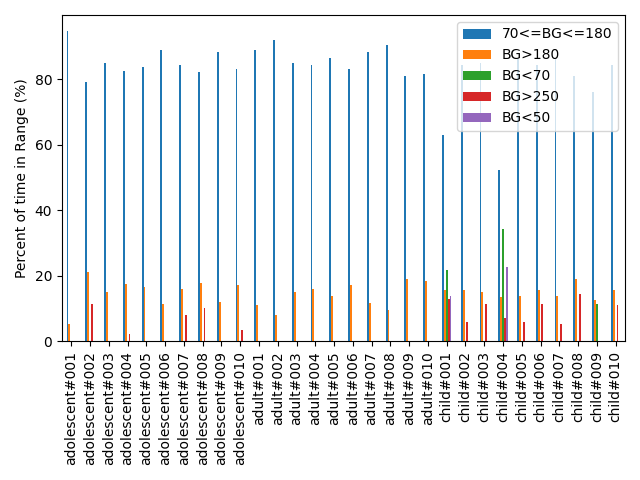 70<=BG<=180
BG>180
BG<70
BG>250
BG<50
Percent of time in Range (%)
80
60
40
20
0
adolescent#001
adolescent#002
adolescent#003
adolescent#004
adolescent#005
adolescent#006
adolescent#007
adolescent#008
adolescent#009
adolescent#010
adult#001
adult#002
adult#003
adult#004
adult#005
adult#006
adult#007
adult#008
adult#009
adult#010
child#001
child#002
child#003
child#004
child#005
child#006
child#007
child#008
child#009
child#010